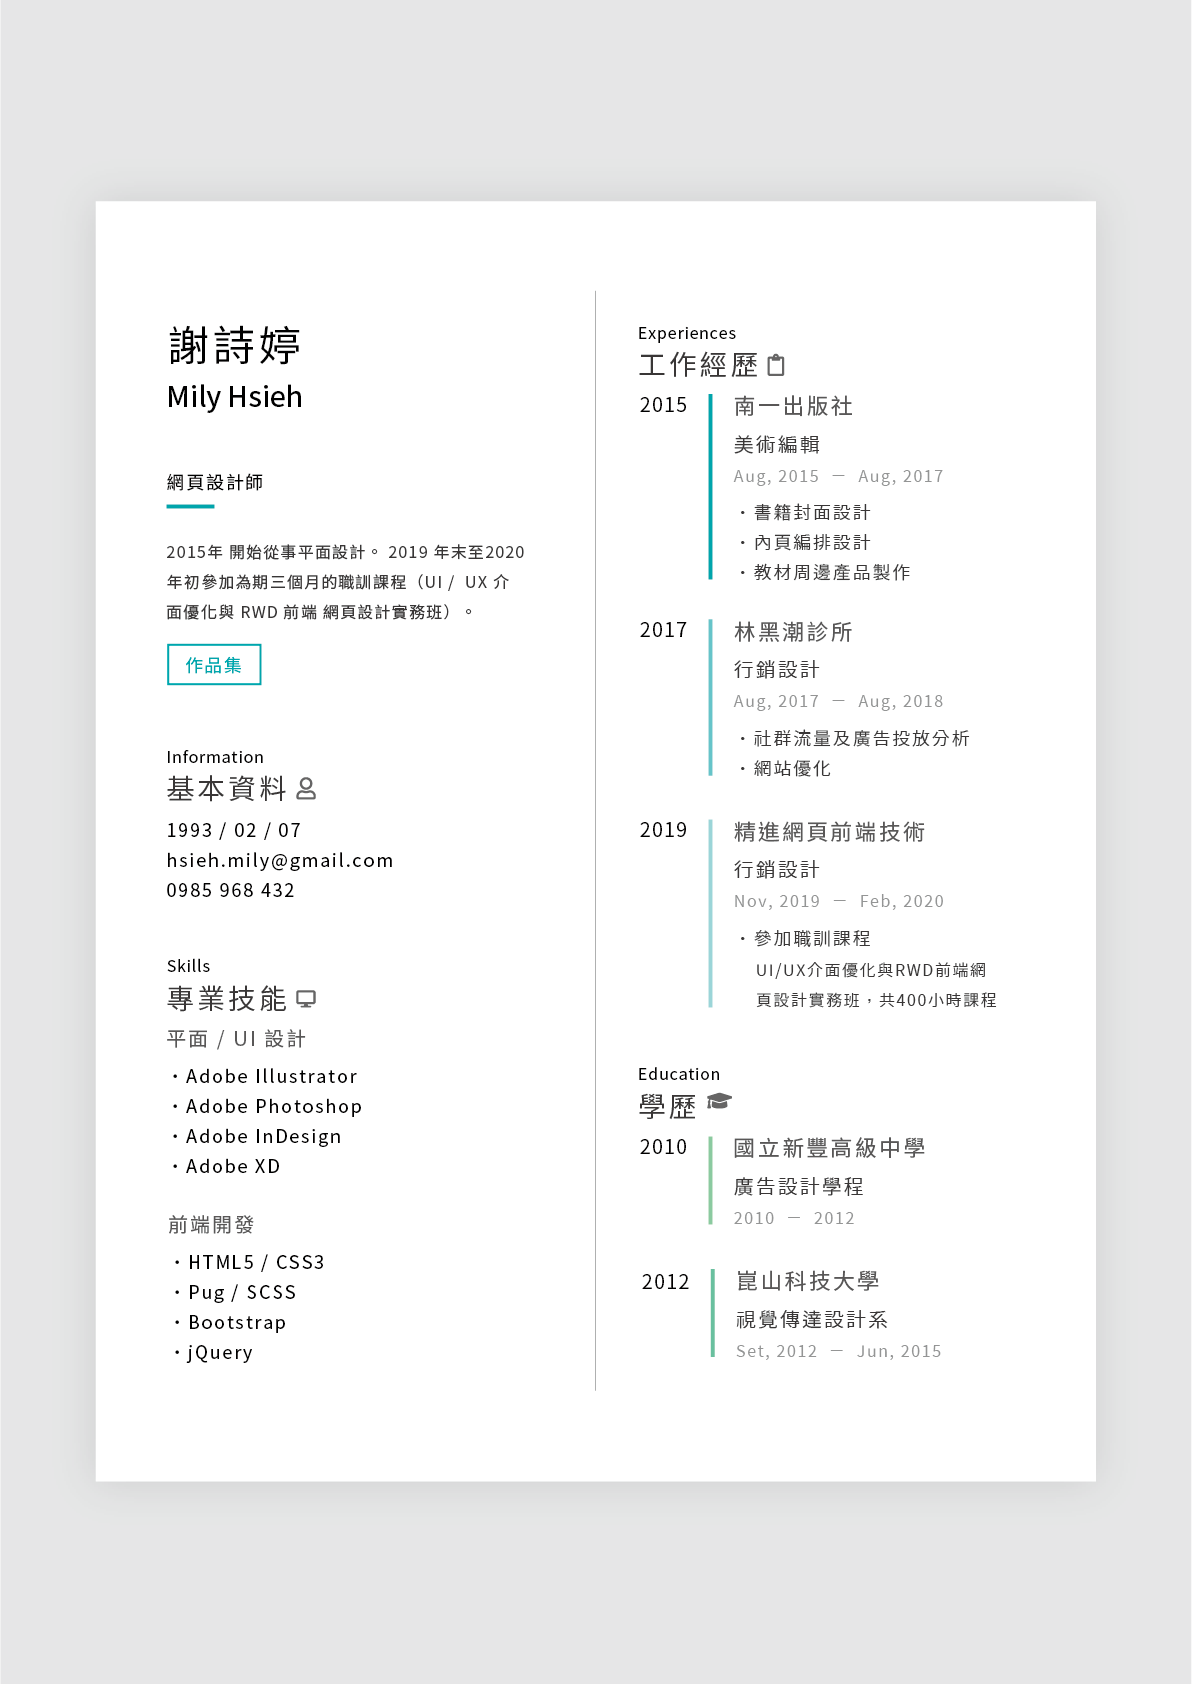 謝詩婷
Mily Hsieh
網頁設計師
2015年 開始從事平面設計。 2019 年末至2020
年初參加為期三個月的職訓課程（UI / UX 介
面優化與 RWD 前端 網頁設計實務班）。
作品集
Information
基本資料
1993 / 02 / 07
hsieh.mily@gmail.com
0985 968 432
Skills
專業技能
平面 / UI 設計
・Adobe Illustrator
・Adobe Photoshop
・Adobe InDesign
・Adobe XD
前端開發
・HTML5 / CSS3
・Pug / SCSS
・Bootstrap
・jQuery
Experiences
工作經歷
2015 南一出版社
美術編輯
Aug, 2015 — Aug, 2017
・書籍封面設計
・內頁編排設計
・教材周邊產品製作
2017 林黑潮診所
行銷設計
Aug, 2017 — Aug, 2018
・社群流量及廣告投放分析
・網站優化
2019 精進網頁前端技術
行銷設計
Nov, 2019 — Feb, 2020
・參加職訓課程
UI/UX介面優化與RWD前端網
頁設計實務班，共400小時課程
Education
學歷
2010 國立新豐高級中學
廣告設計學程
2010 — 2012
2012 崑山科技大學
視覺傳達設計系
Set, 2012 — Jun, 2015